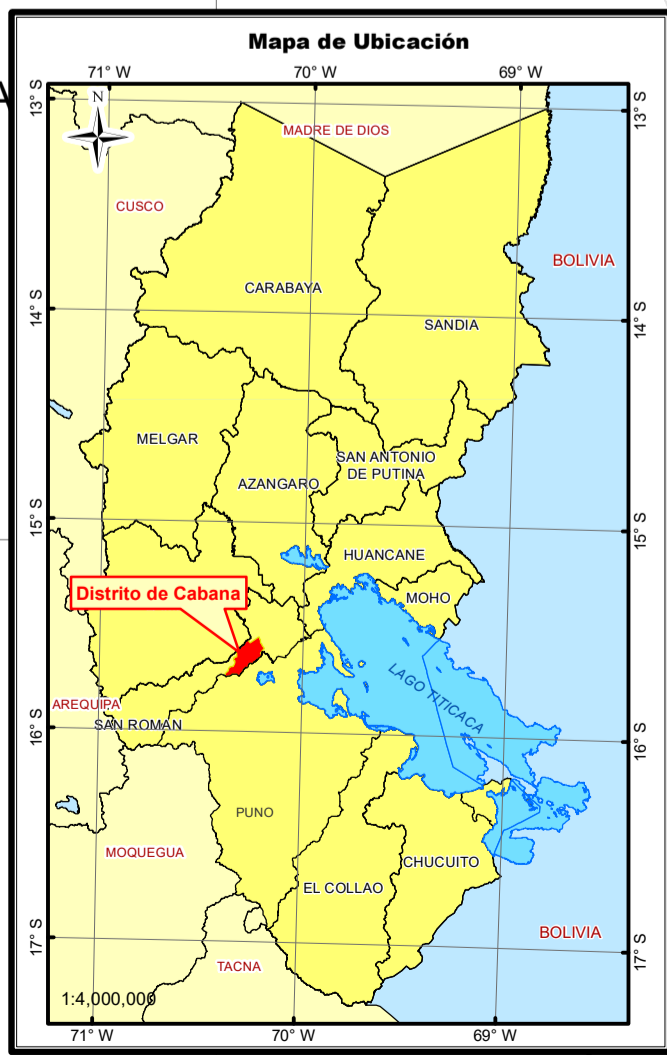 Mapa de Ubicación
71° W
70° W
69° W
A
13° S
13° S
N
MADRE DE DIOS
CUSCO
BOLIVIA
CARABAYA
14° S
14° S
SANDIA
MELGAR
SAN ANTONIO
DE PUTINA
AZANGARO
15° S
15° S
HUANCANE
Distrito de Cabana
MOHO
LAGO TITICACA
AREQUIPA
SAN ROMAN
16° S
16° S
PUNO
MOQUEGUA
CHUCUITO
EL COLLAO
17° S
BOLIVIA
17° S
TACNA
1:4,000,000
71° W
70° W
69° W